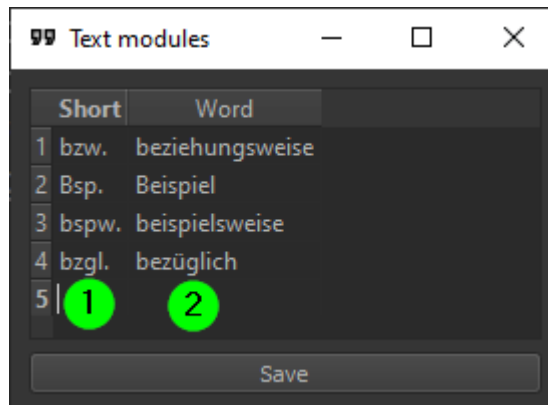 Text modules
Short Word
1 bzw. beziehungsweise
2 Bsp. Beispiel
3 bspw. beispielsweise
4 bzgl. bezüglich
5 1 2
Save